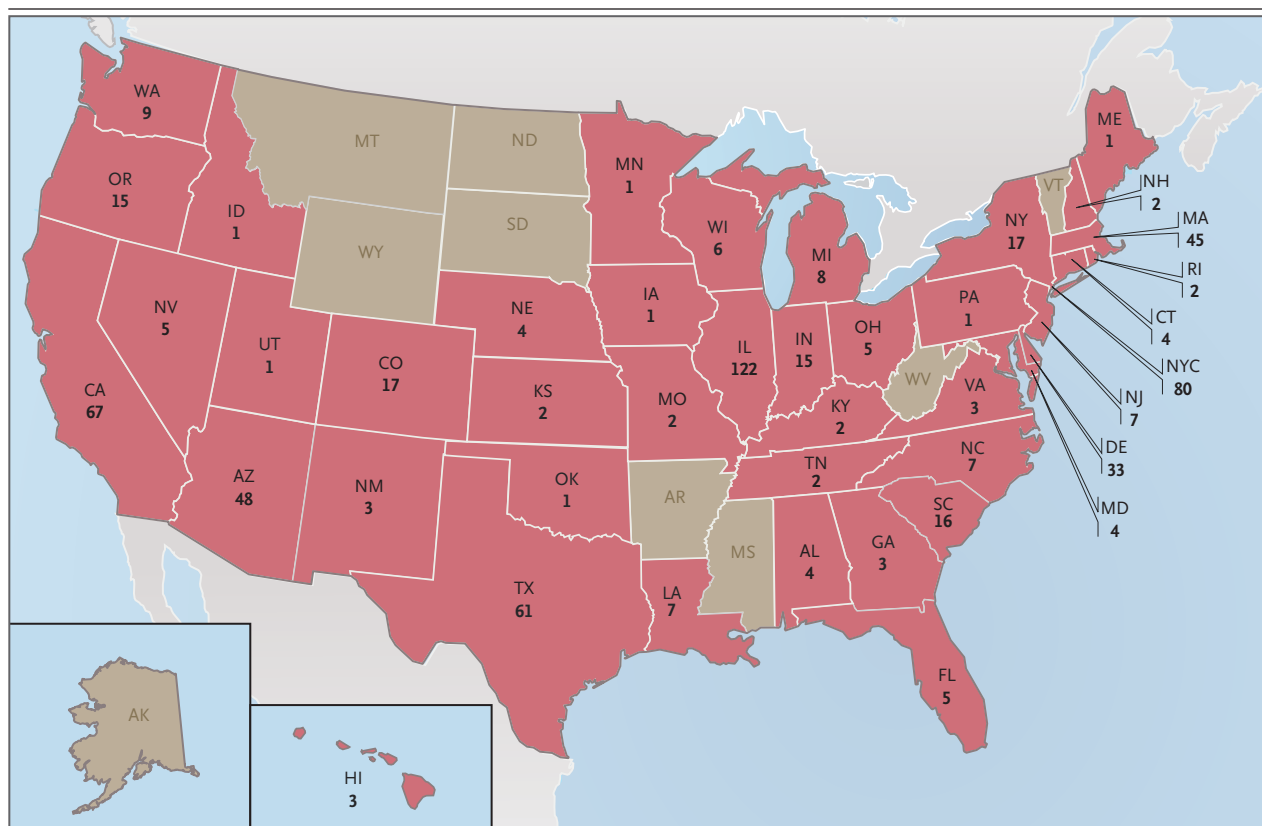 WA
9
MT
ND
ME
1
OR
15
MN
1
VT
NH
2
ID
1
SD
WI
6
NY
17
MA
45
WY
MI
8
RI
2
NV
5
NE
4
IA
1
PA
1
CT
4
UT
1
CO
17
IL
122
IN
15
OH
5
NYC
80
CA
67
KS
2
MO
2
WV
VA
3
NJ
7
KY
2
DE
33
AZ
48
NM
3
OK
1
TN
2
NC
7
MD
4
AR
SC
16
MS
AL
4
GA
3
TX
61
LA
7
FL
5
AK
HI
3